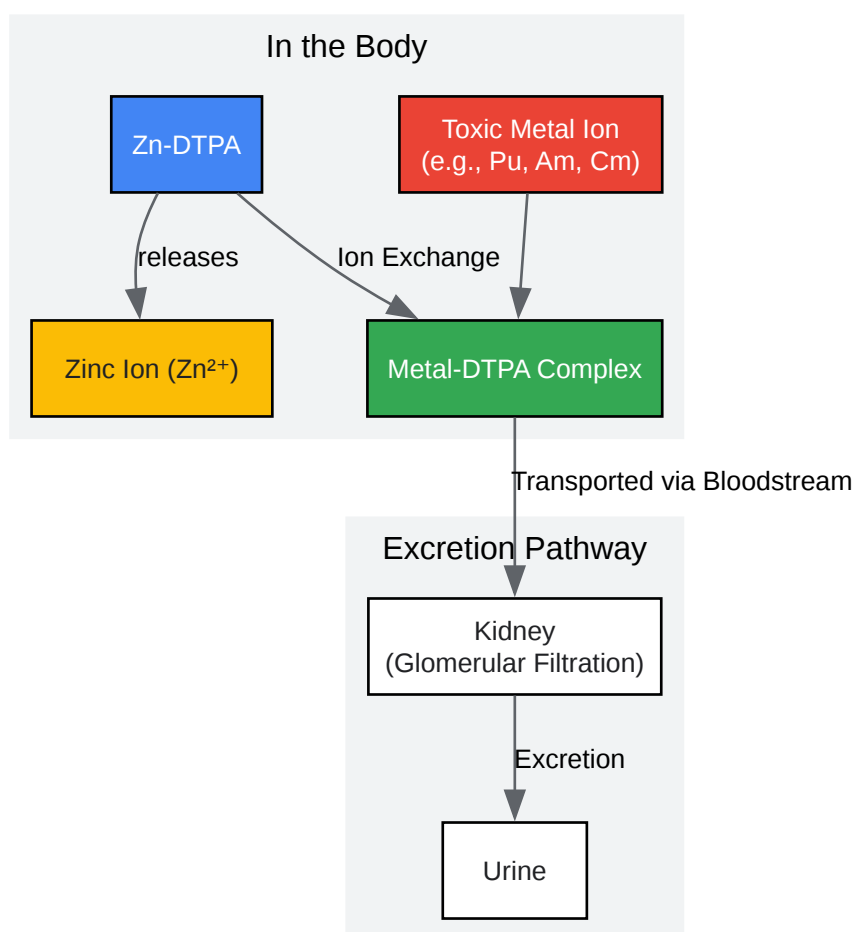 In the Body
Zn-DTPA
Toxic Metal Ion
(e.g., Pu, Am, Cm)
releases
Ion Exchange
Zinc Ion (Zn²⁺)
Metal-DTPA Complex
Transported via Bloodstream
Excretion Pathway
Kidney
(Glomerular Filtration)
Excretion
Urine